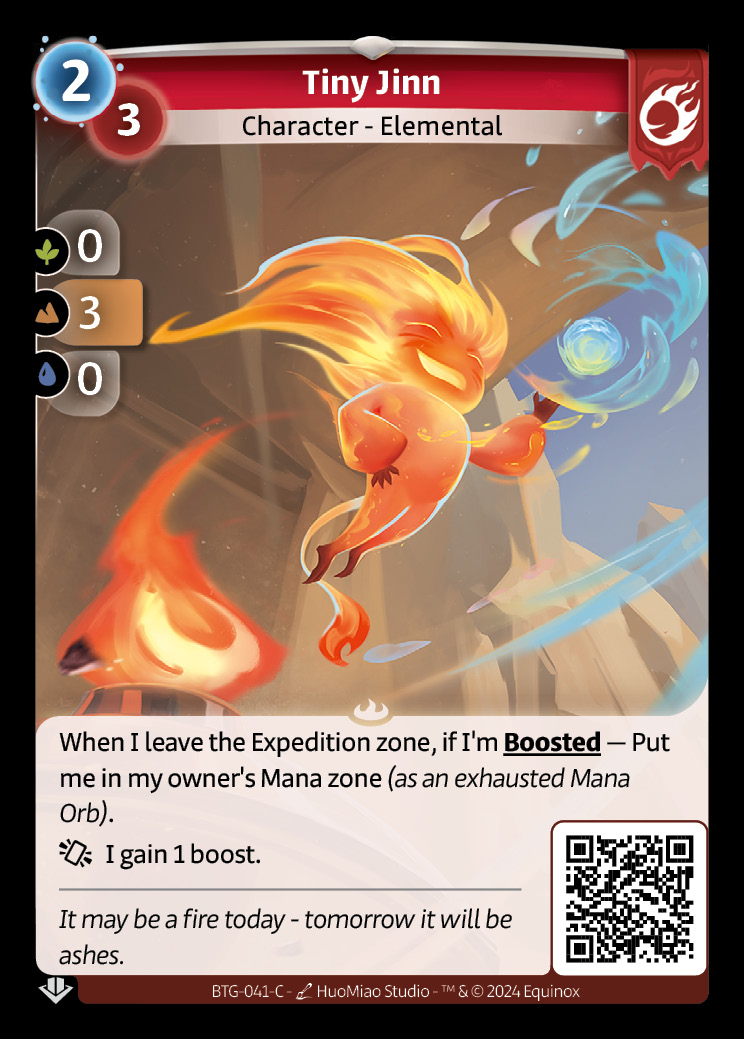 2
Tiny Jinn
3
Character - Elemental
0
3
0
When I leave the Expedition zone, if I'm Boosted — Put
me in my owner's Mana zone (as an exhausted Mana
Orb).
I gain 1 boost.
It may be a fire today - tomorrow it will be
ashes.
BTG-041-C - HuoMiao Studio - ™ & © 2024 Equinox